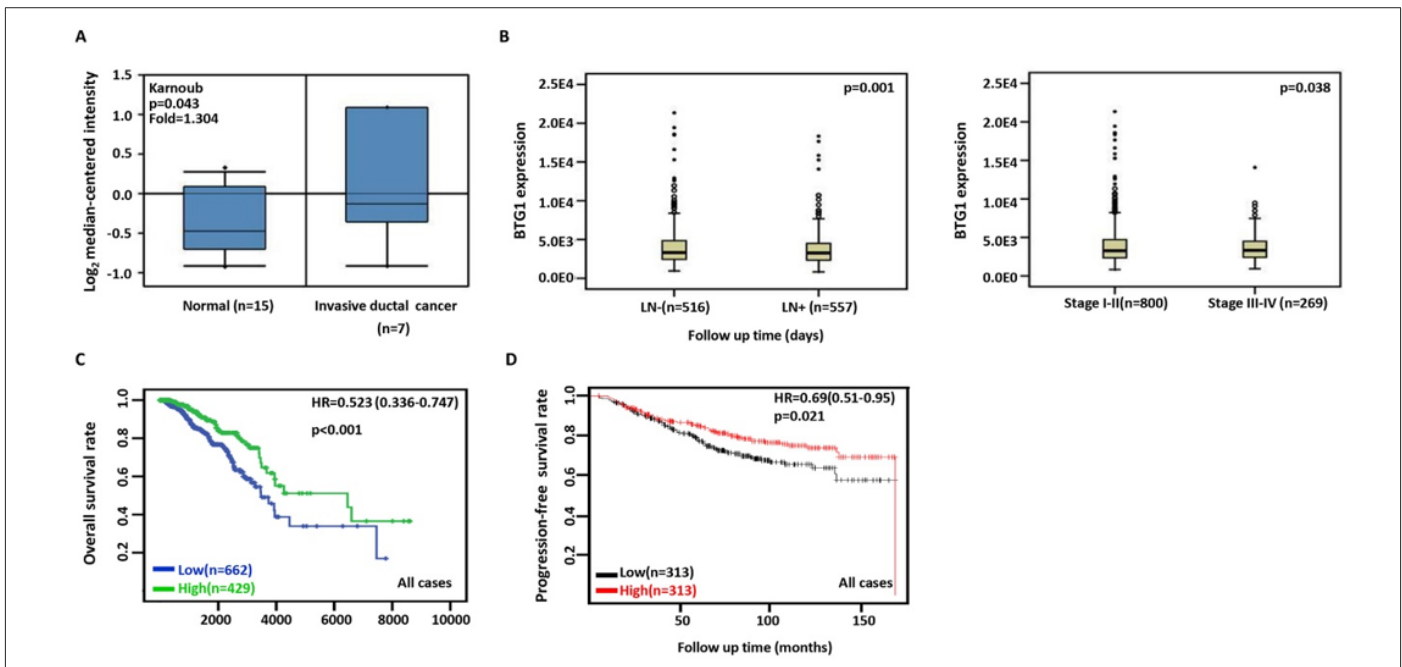 A
Log2 median-centered intensity
1.5
1.0
0.5
0.0
-0.5
-1.0
Karnoub
p=0.043
Fold=1.304
Normal (n=15)
Invasive ductal cancer
(n=7)
B
BTG1 expression
2.5E4
2.0E4
1.5E4
1.0E4
5.0E3
0.0E0
p=0.001
LN-(n=516)
LN+ (n=557)
Follow up time (days)
BTG1 expression
2.5E4
2.0E4
1.5E4
1.0E4
5.0E3
0.0E0
p=0.038
Stage I-II(n=800)
Stage III-IV (n=269)
C
Overall survival rate
1.0
0.8
0.6
0.4
0.2
HR=0.523 (0.336-0.747)
p<0.001
Low(n=662)
High(n=429)
All cases
2000
4000
6000
8000
10000
D
Progression-free survival rate
1.0
0.8
0.6
0.4
0.2
HR=0.69(0.51-0.95)
p=0.021
Low(n=313)
High(n=313)
All cases
50
100
150
Follow up time (months)